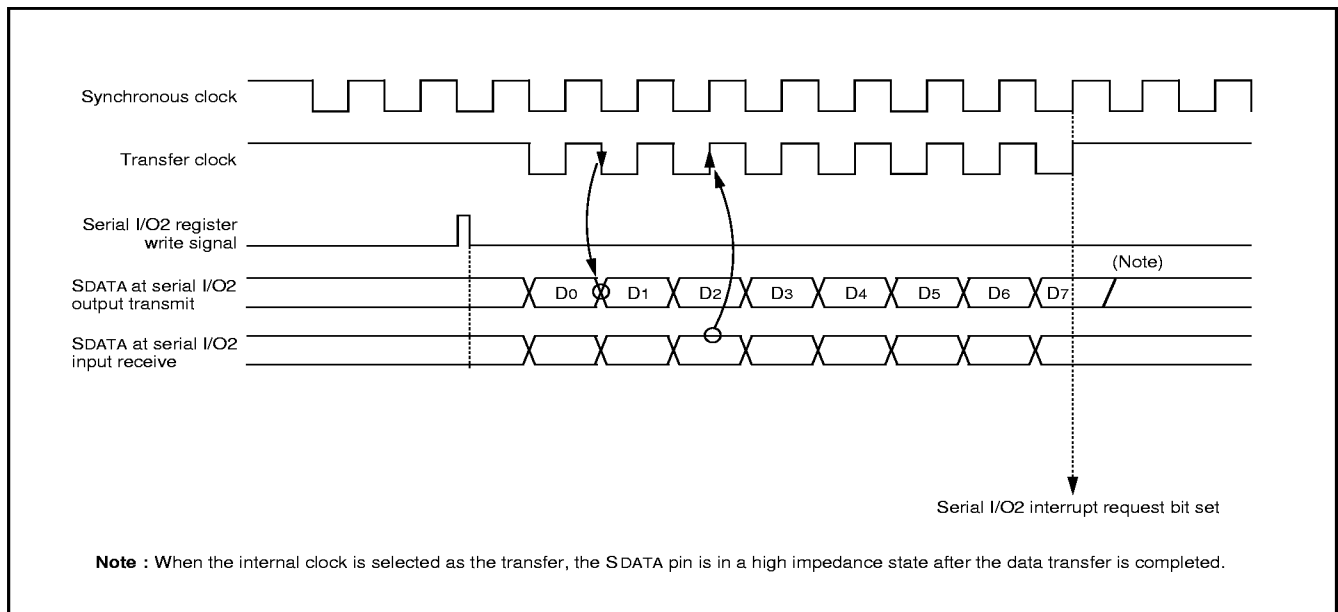 Synchronous clock
Transfer clock
Serial I/O2 register
write signal
(Note)
SDATA at serial I/O2
output transmit
D0 D1 D2 D3 D4 D5 D6 D7
SDATA at serial I/O2
input receive
Serial I/O2 interrupt request bit set
Note : When the internal clock is selected as the transfer, the SDATA pin is in a high impedance state after the data transfer is completed.